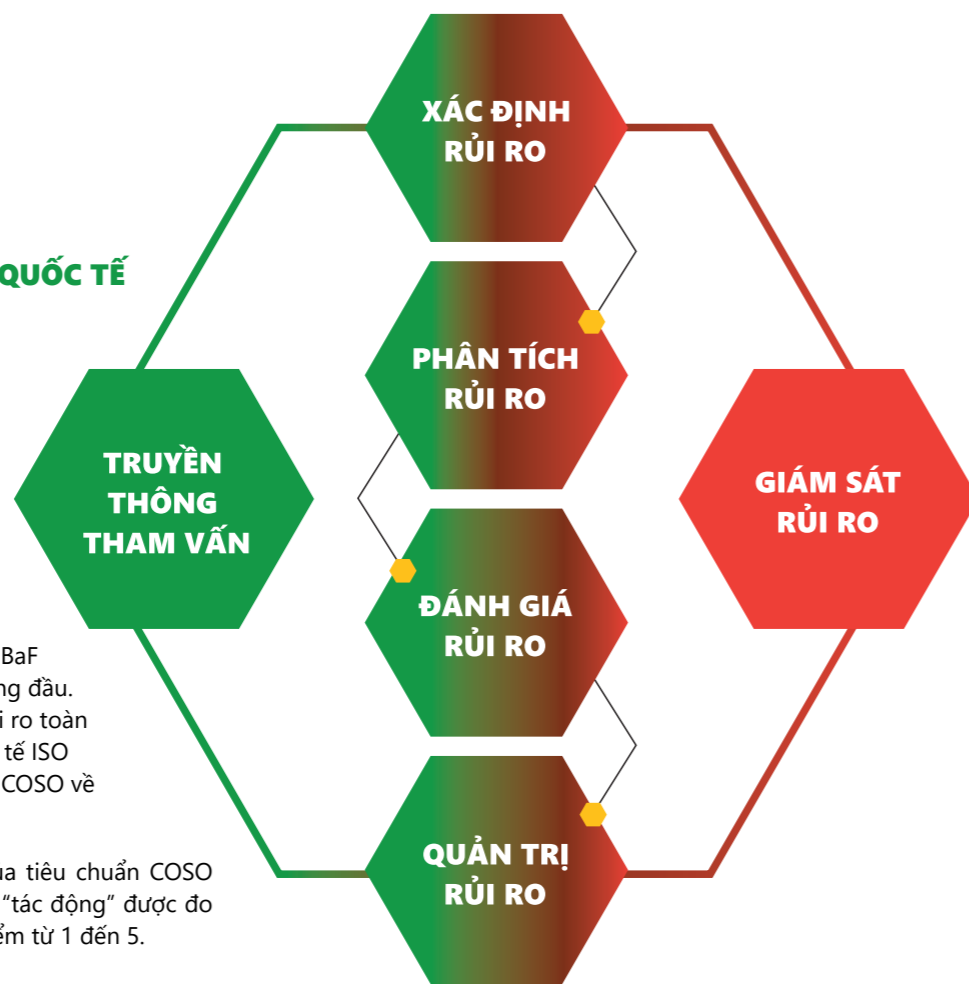 XÁC ĐỊNH
RỦI RO
QUỐC TẾ
PHÂN TÍCH
RỦI RO
TRUYỀN
THÔNG
THAM VẤN
GIÁM SÁT
RỦI RO
ĐÁNH GIÁ
RỦI RO
BaF
ng đầu.
i ro toàn
tế ISO
COSO về
QUẢN TRỊ
RỦI RO
ua tiêu chuẩn COSO
“tác động” được đo
ểm từ 1 đến 5.